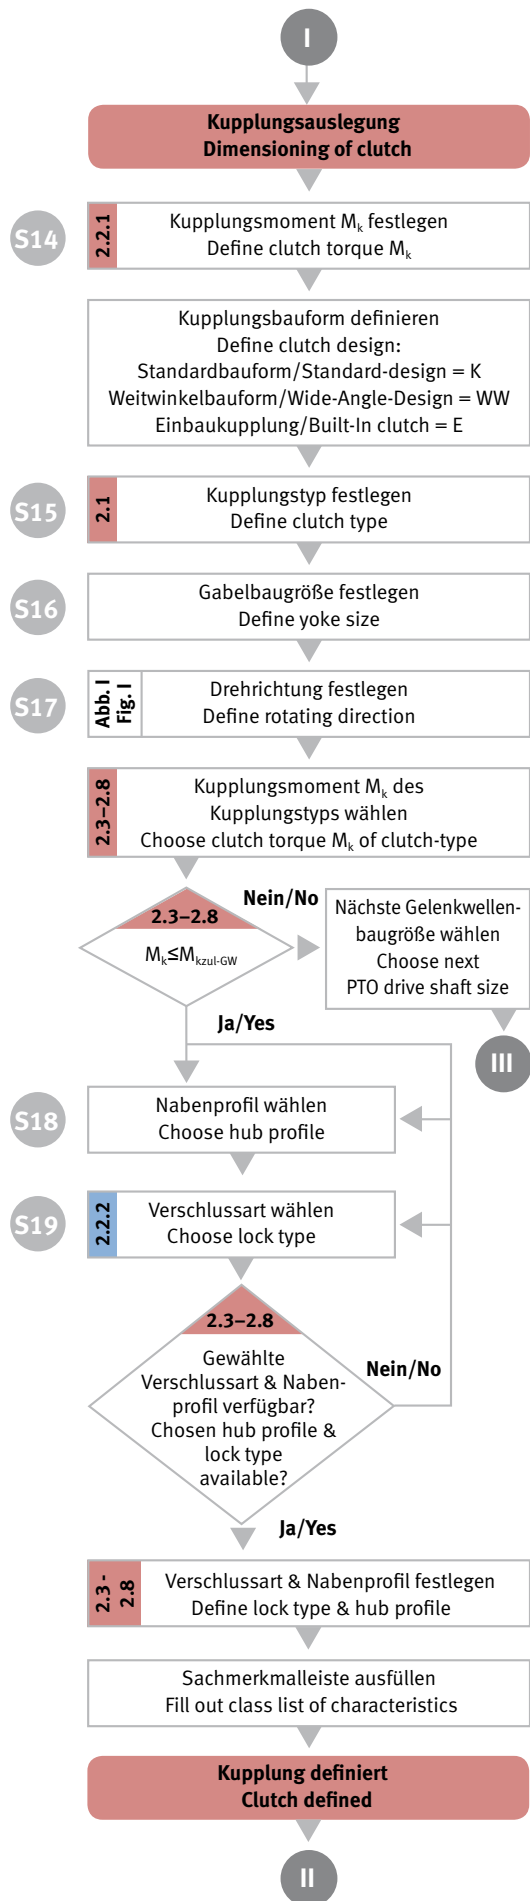 I
Kupplungsauslegung
Dimensioning of clutch
S14
2.2.1
Kupplungsmoment Mk festlegen
Define clutch torque Mk
Kupplungsbauform definieren
Define clutch design:
Standardbauform/Standard-design = K
Weitwinkelbauform/Wide-Angle-Design = WW
Einbaukupplung/Built-In clutch = E
S15
2.1
Kupplungstyp festlegen
Define clutch type
S16
Gabelbaugröße festlegen
Define yoke size
S17
Abb. I
Fig. I
Drehrichtung festlegen
Define rotating direction
2.3–2.8
Kupplungsmoment Mk des
Kupplungstyps wählen
Choose clutch torque Mk of clutch-type
Nein/No
2.3–2.8
Mk≤Mkzul-GW
Nächste Gelenkwellen-
baugröße wählen
Choose next
PTO drive shaft size
Ja/Yes
III
S18
Nabenprofil wählen
Choose hub profile
S19
2.2.2
Verschlussart wählen
Choose lock type
2.3–2.8
Gewählte
Verschlussart & Naben-
profil verfügbar?
Chosen hub profile &
lock type
available?
Nein/No
Ja/Yes
2.3 -
2.8
Verschlussart & Nabenprofil festlegen
Define lock type & hub profile
Sachmerkmalleiste ausfüllen
Fill out class list of characteristics
Kupplung definiert
Clutch defined
II